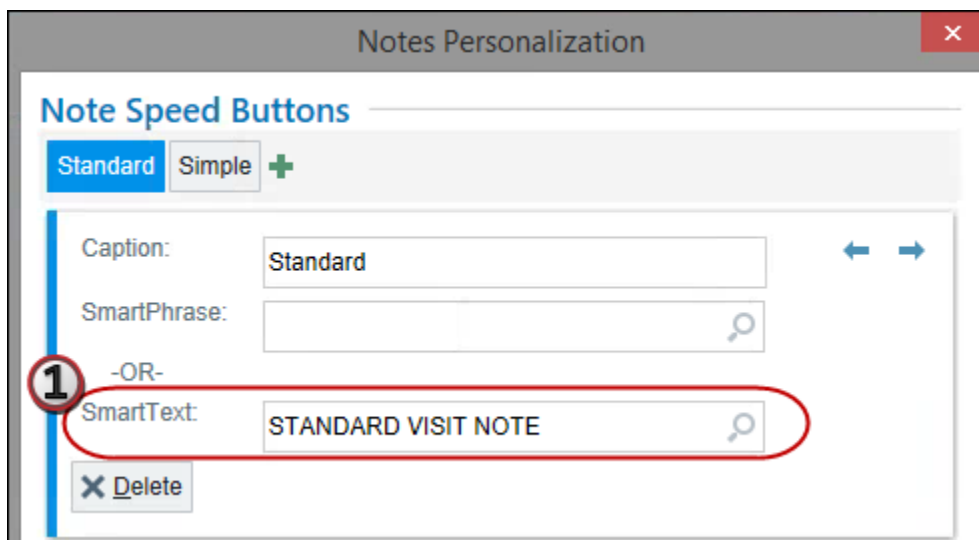 Notes Personalization
Note Speed Buttons
Standard Simple
Caption: Standard
SmartPhrase:
-OR-
1
SmartText: STANDARD VISIT NOTE
Delete